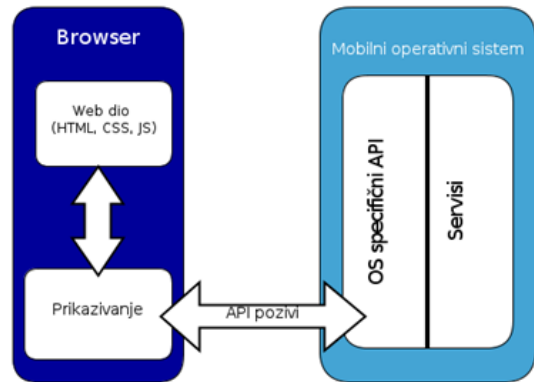 Browser
Web dio
(HTML, CSS, JS)
Prikazivanje
API pozivi
Mobilni operativni sistem
OS specifični API
Servisi